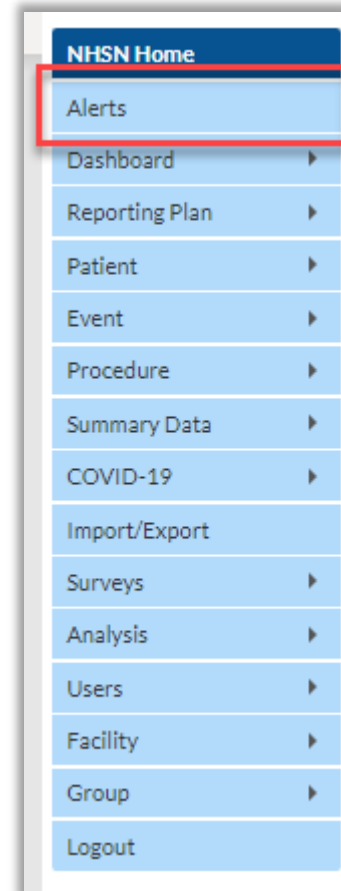 NHSN Home
Alerts
Dashboard
Reporting Plan
Patient
Event
Procedure
Summary Data
COVID-19
Import/Export
Surveys
Analysis
Users
Facility
Group
Logout